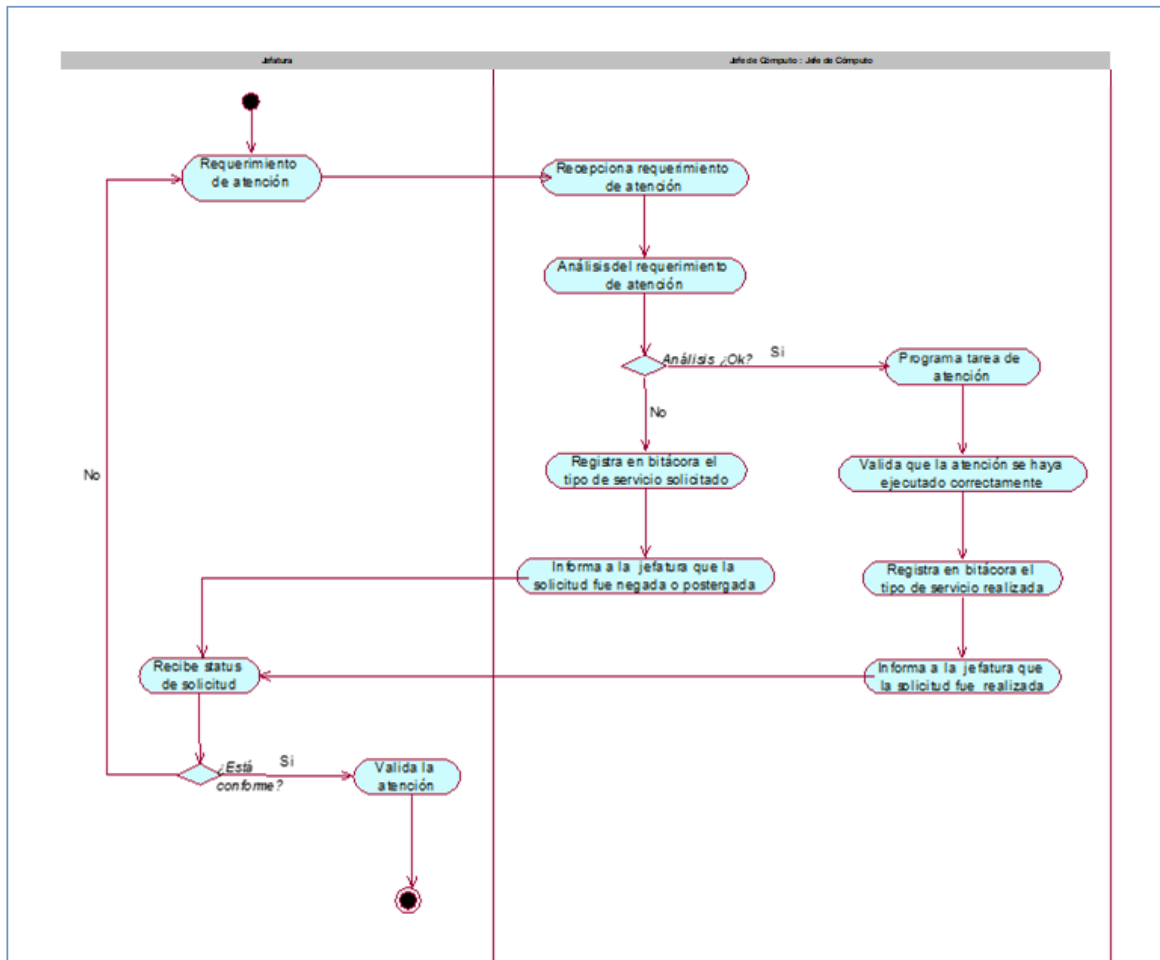 Jefatura
Jefe de Cómputo : Jefe de Cómputo
Requerimiento
de atención
Recepciona requerimiento
de atención
Análisis del requerimiento
de atención
Análisis ¿Ok?
Si
Programa tarea de
atención
No
Registra en bitácora el
tipo de servicio solicitado
Valida que la atención se haya
ejecutado correctamente
No
Informa a la jefatura que la
solicitud fue negada o postergada
Registra en bitácora el
tipo de servicio realizada
Recibe status
de solicitud
Informa a la jefatura que
la solicitud fue realizada
¿Está
conforme?
Si
Valida la
atención